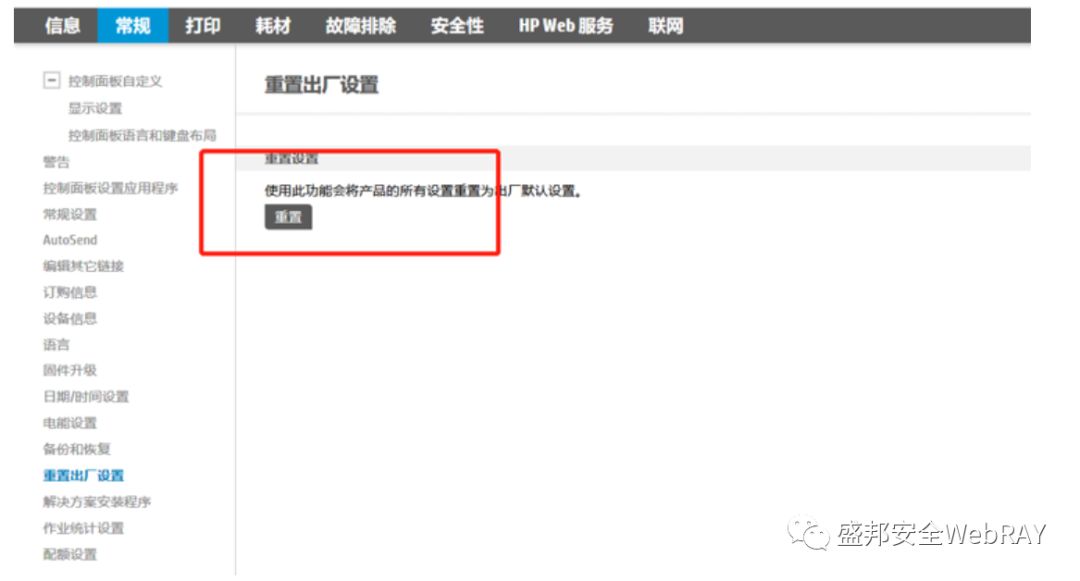 信息 常规 打印 耗材 故障排除 安全性 HP Web 服务 联网
控制面板自定义
显示设置
控制面板语言和键盘布局
警告
控制面板设置应用程序
常规设置
AutoSend
编辑其它链接
订购信息
设备信息
语言
固件升级
日期/时间设置
电能设置
备份和恢复
重置出厂设置
解决方案安装程序
作业统计设置
配额设置
重置出厂设置
重置设置
使用此功能会将产品的所有设置重置为出厂默认设置。
重置
盛邦安全WebRAY